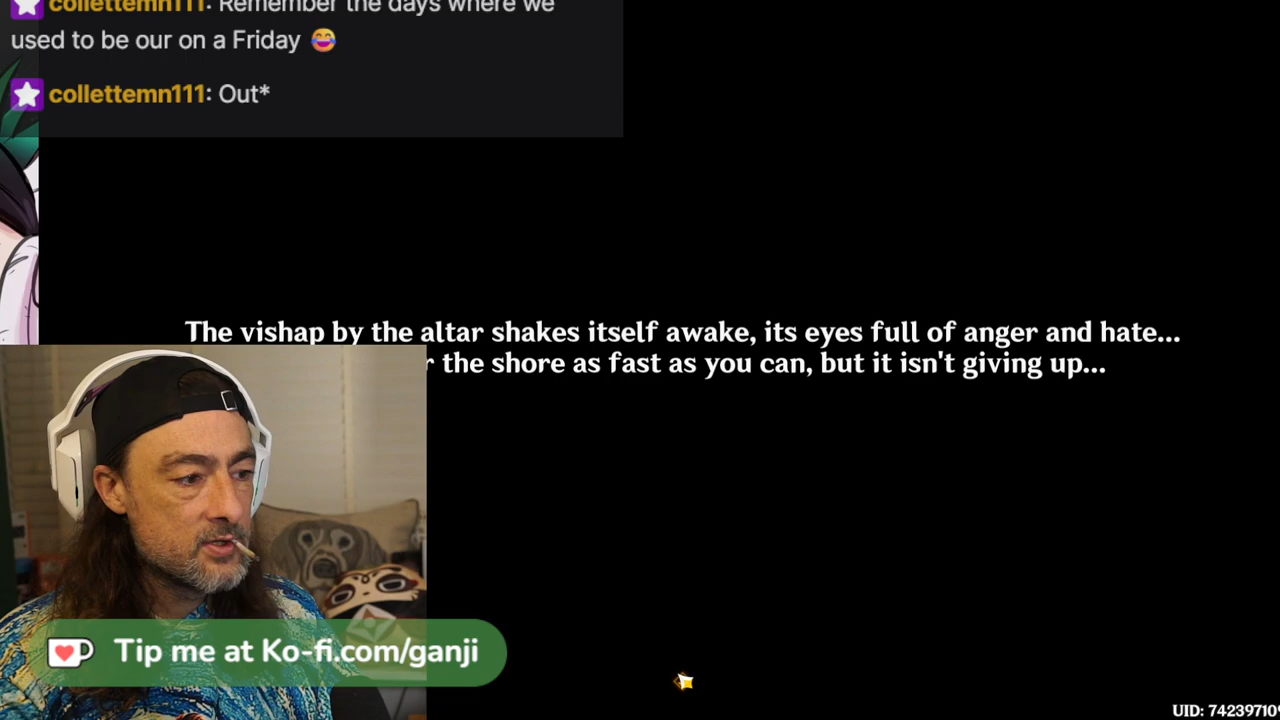 collettemn111: Remember the days where we
used to be our on a Friday 😂
collettemn111: Out*
The vishap by the altar shakes itself awake, its eyes full of anger and hate...
the shore as fast as you can, but it isn't giving up...
Tip me at Ko-fi.com/ganji
UID: 742397109